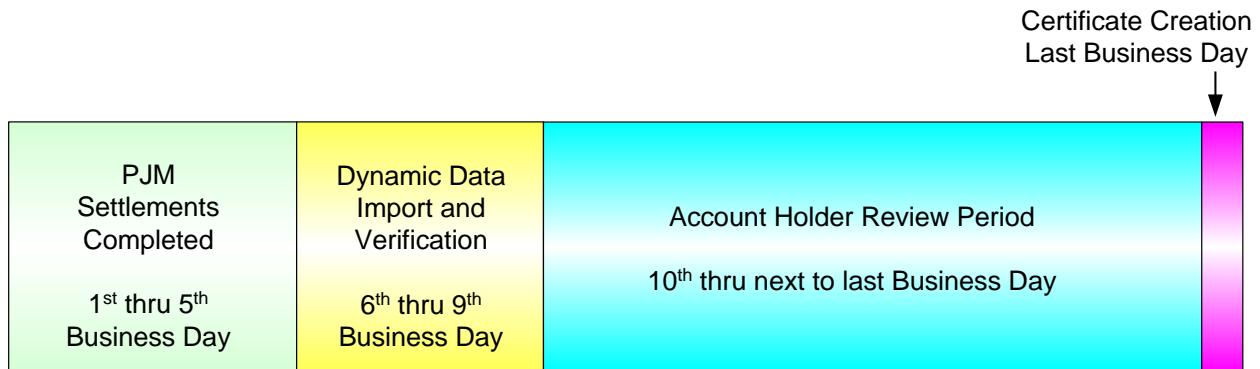 Certificate Creation
Last Business Day
PJM
Settlements
Completed
1st thru 5th
Business Day
Dynamic Data
Import and
Verification
6th thru 9th
Business Day
Account Holder Review Period
10th thru next to last Business Day